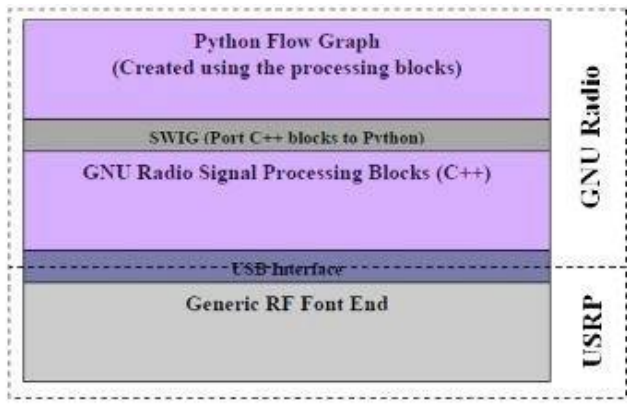 Python Flow Graph
(Created using the processing blocks)
SWIG (Port C++ blocks to Python)
GNU Radio Signal Processing Blocks (C++)
USB Interface
Generic RF Font End
GNU Radio
USRP